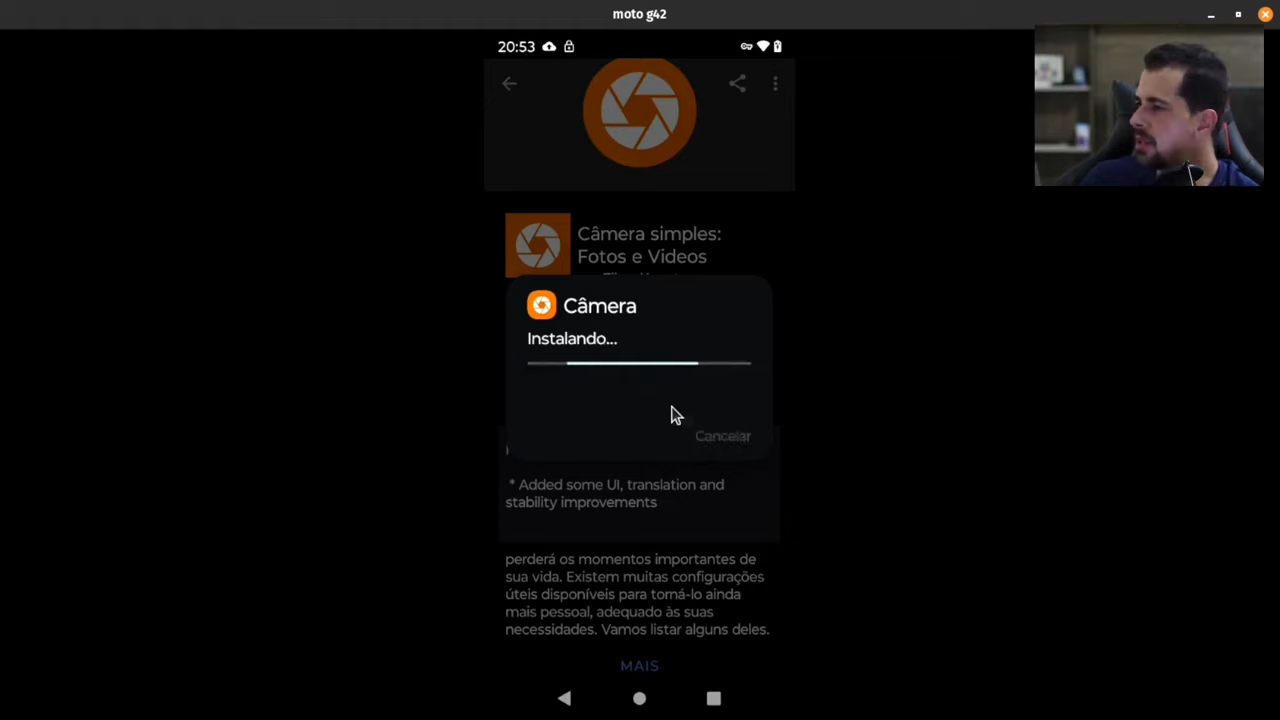 moto g42
20:53
Câmera simples:
Fotos e Videos
Câmera
Instalando...
Cancelar
* Added some UI, translation and
stability improvements
perderá os momentos importantes de
sua vida. Existem muitas configurações
úteis disponíveis para torná-lo ainda
mais pessoal, adequado às suas
necessidades. Vamos listar alguns deles.
MAIS